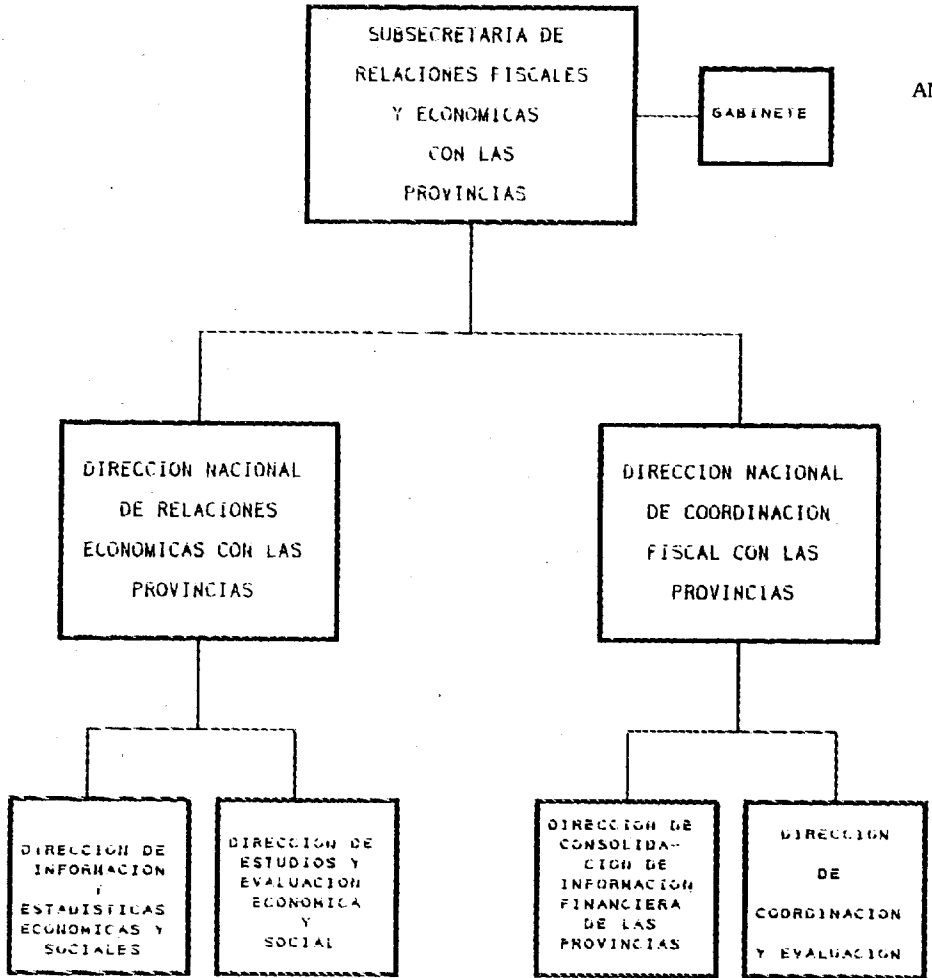 SUBSECRETARIA DE
RELACIONES FISCALES
Y ECONOMICAS
CON LAS
PROVINCIAS
GABINETE
AN
DIRECCION NACIONAL
DE RELACIONES
ECONOMICAS CON LAS
PROVINCIAS
DIRECCION NACIONAL
DE COORDINACION
FISCAL CON LAS
PROVINCIAS
DIRECCION DE
INFORMACION
Y
ESTADISTICAS
ECONOMICAS Y
SOCIALES
DIRECCION DE
ESTUDIOS Y
EVALUACION
ECONOMICA
Y
SOCIAL
DIRECCION DE
CONSOLIDA-
CION DE
INFORMACION
FINANCIERA
DE LAS
PROVINCIAS
DIRECCION
DE
COORDINACION
Y EVALUACION